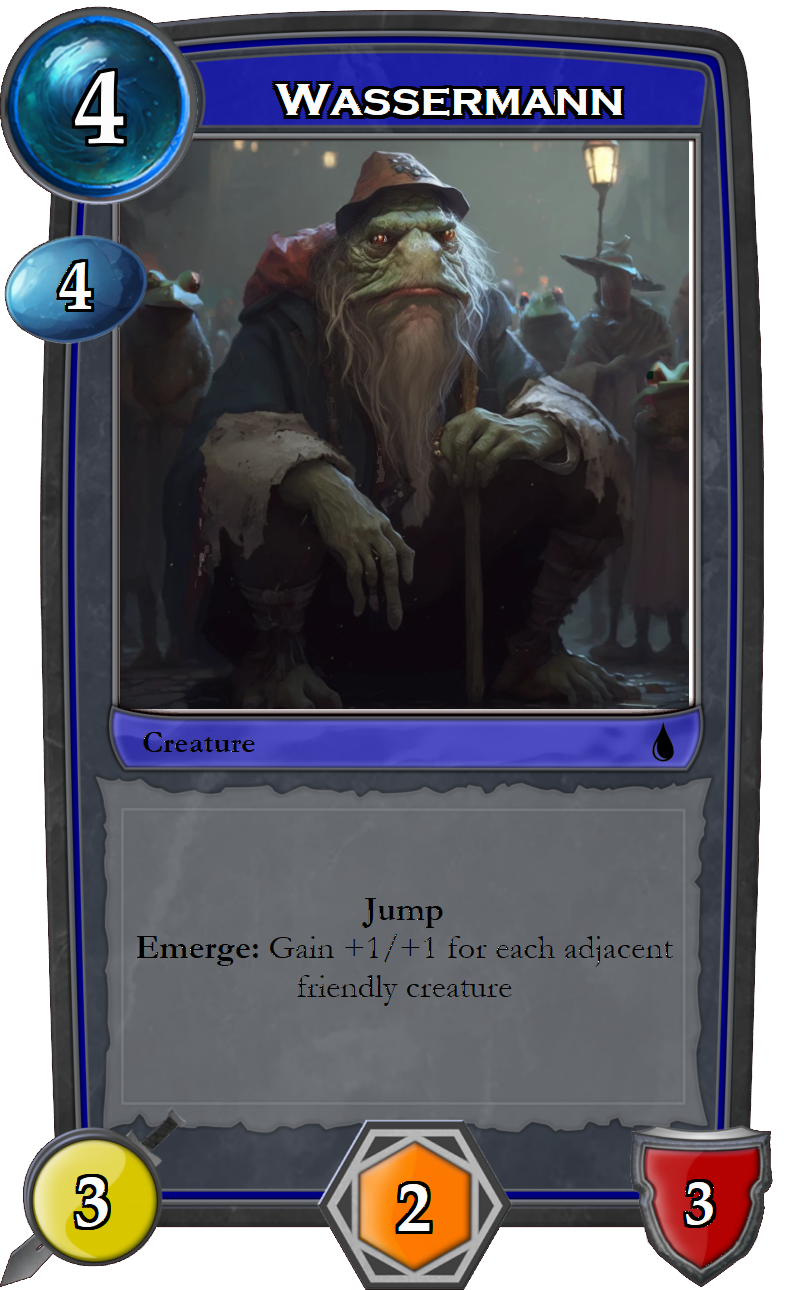 4
Wassermann
4
Creature
Jump
Emerge: Gain +1/+1 for each adjacent
friendly creature
3
2
3